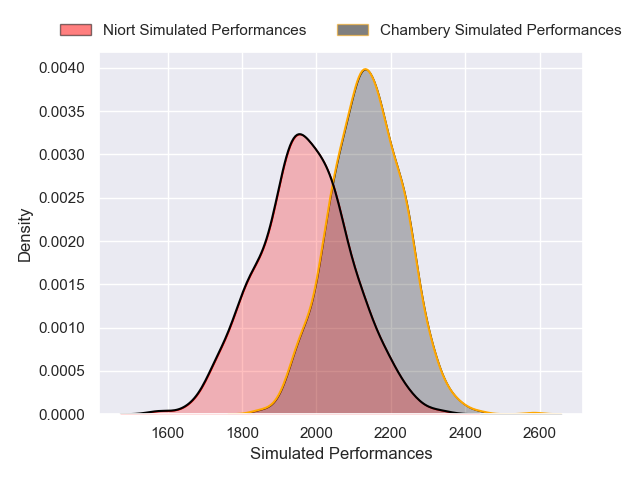 Niort Simulated Performances
Chambery Simulated Performances
0.0040
0.0035
0.0030
0.0025
0.0020
0.0015
0.0010
0.0005
0.0000
Density
1600 1800 2000 2200 2400 2600
Simulated Performances